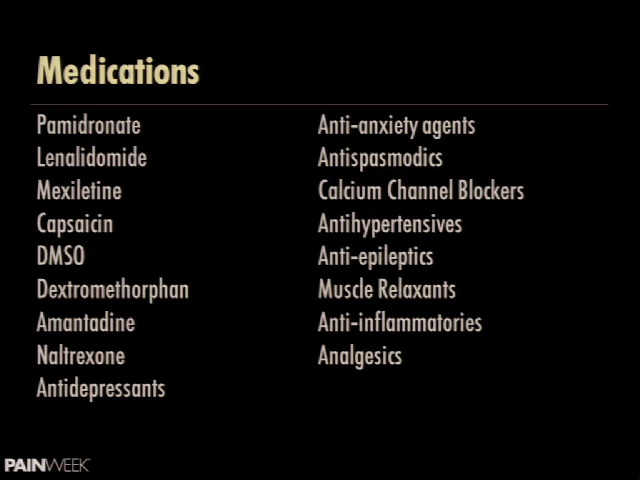 Medications
Pamidronate
Lenalidomide
Mexiletine
Capsaicin
DMSO
Dextromethorphan
Amantadine
Naltrexone
Antidepressants
Anti-anxiety agents
Antispasmodics
Calcium Channel Blockers
Antihypertensives
Anti-epileptics
Muscle Relaxants
Anti-inflammatories
Analgesics
PAINWEEK